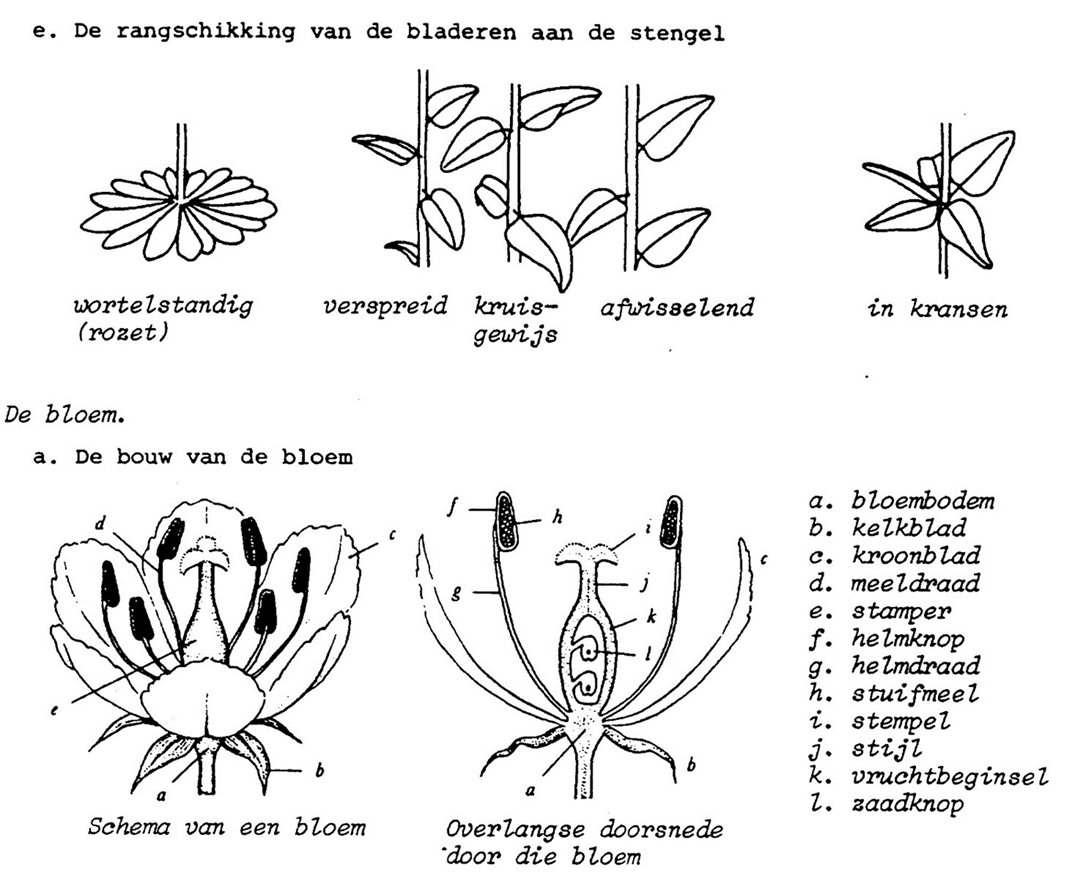 e. De rangschikking van de bladeren aan de stengel
wortelstandig
(rozet)
verspreid
kruis-
gewijs
afwisselend
in kransen
De bloem.
a. De bouw van de bloem
d
c
e
a
b
Schema van een bloem
f
h
g
i
j
k
l
c
a
b
Overlangse doorsnede
door die bloem
a. bloembodem
b. kelkblad
c. kroonblad
d. meeldraad
e. stamper
f. helmknop
g. helmdraad
h. stuifmeel
i. stempel
j. stijl
k. vruchtbeginsel
l. zaadknop